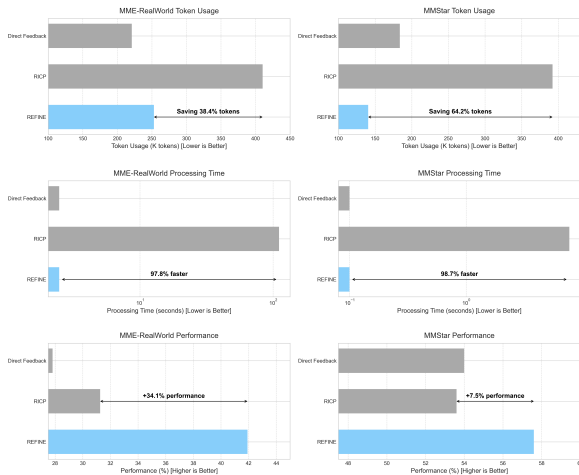 MME-RealWorld Token Usage
Direct Feedback
RICP
REFINE
Saving 38.4% tokens
100 150 200 250 300 350 400 450
Token Usage (K tokens) [Lower is Better]
MMStar Token Usage
Direct Feedback
RICP
REFINE
Saving 64.2% tokens
100 150 200 250 300 350 400
Token Usage (K tokens) [Lower is Better]
MME-RealWorld Processing Time
Direct Feedback
RICP
REFINE
97.8% faster
10¹ 10²
Processing Time (seconds) [Lower is Better]
MMStar Processing Time
Direct Feedback
RICP
REFINE
98.7% faster
10⁻¹ 10⁰
Processing Time (seconds) [Lower is Better]
MME-RealWorld Performance
Direct Feedback
RICP
REFINE
+34.1% performance
28 30 32 34 36 38 40 42 44
Performance (%) [Higher is Better]
MMStar Performance
Direct Feedback
RICP
REFINE
+7.5% performance
48 50 52 54 56 58
Performance (%) [Higher is Better]